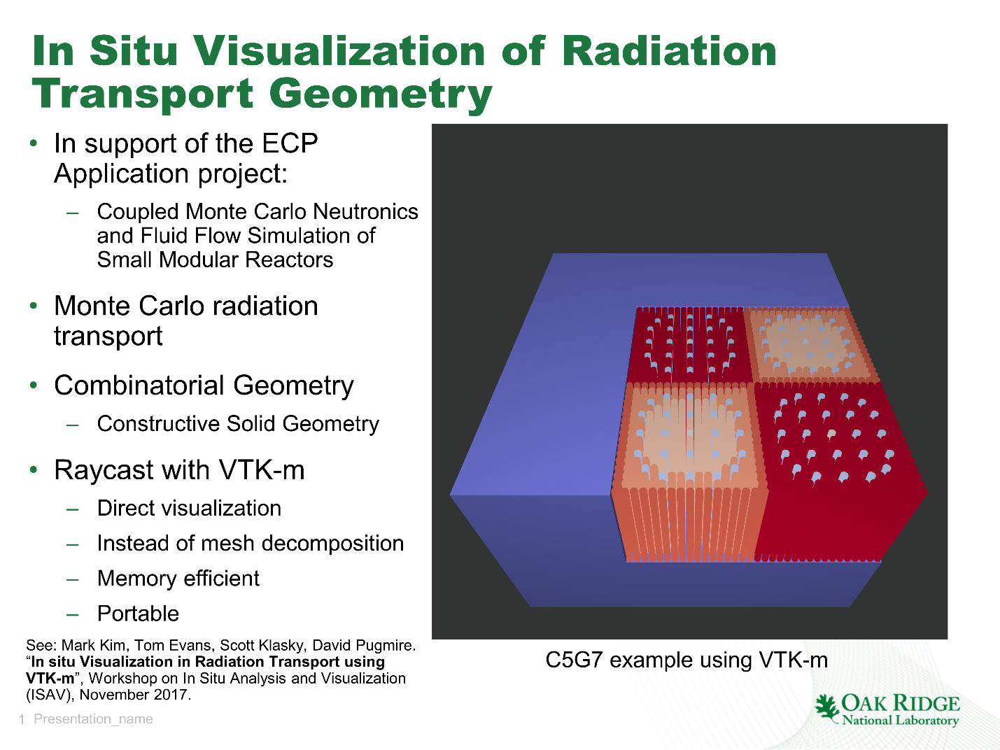 In Situ Visualization of Radiation
Transport Geometry
• In support of the ECP
Application project:
– Coupled Monte Carlo Neutronics
and Fluid Flow Simulation of
Small Modular Reactors
• Monte Carlo radiation
transport
• Combinatorial Geometry
– Constructive Solid Geometry
• Raycast with VTK-m
– Direct visualization
– Instead of mesh decomposition
– Memory efficient
– Portable
See: Mark Kim, Tom Evans, Scott Klasky, David Pugmire.
“In situ Visualization in Radiation Transport using
VTK-m”, Workshop on In Situ Analysis and Visualization
(ISAV), November 2017.
C5G7 example using VTK-m
1 Presentation_name
OAK RIDGE
National Laboratory